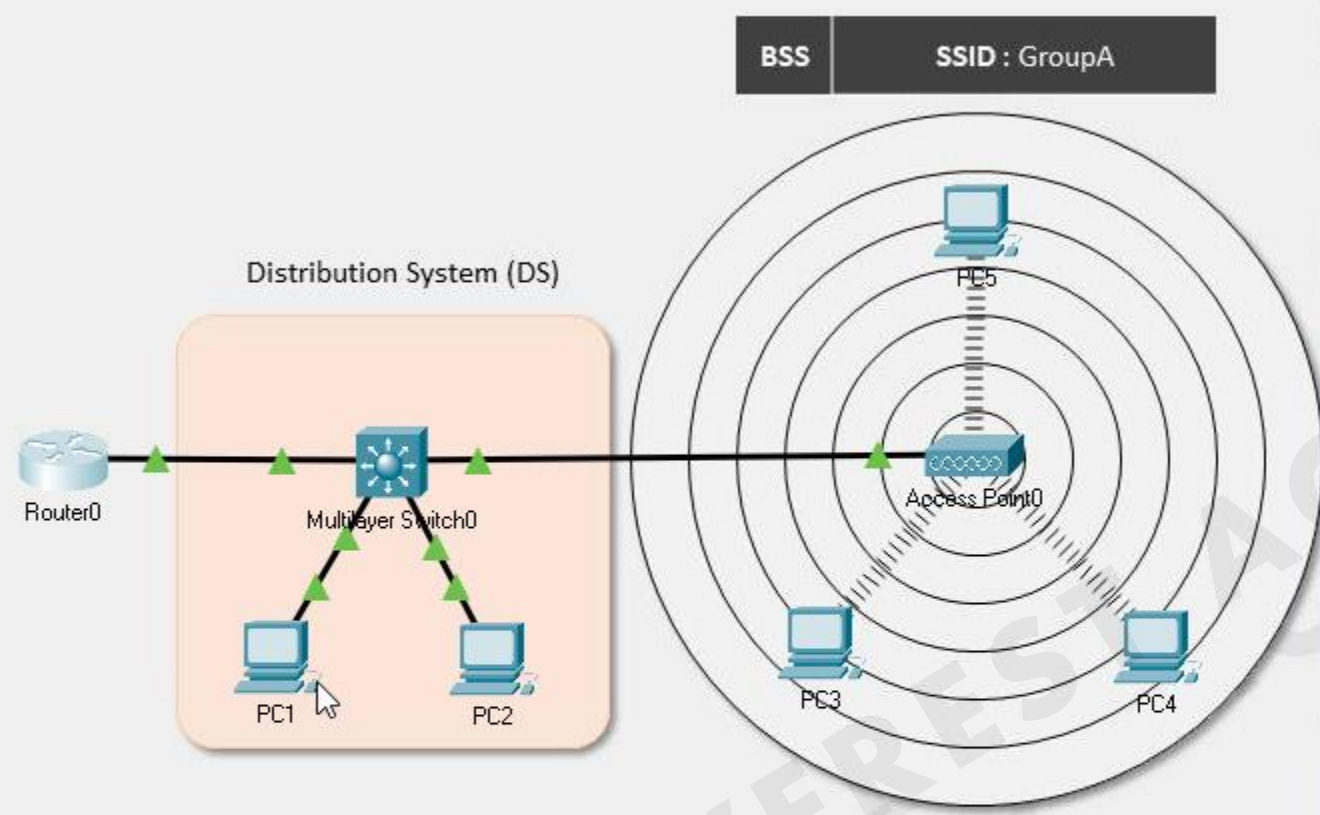 BSS SSID : GroupA
PC5
Distribution System (DS)
Router0
Multilayer Switch0
Access Point0
PC1
PC2
PC3
PC4